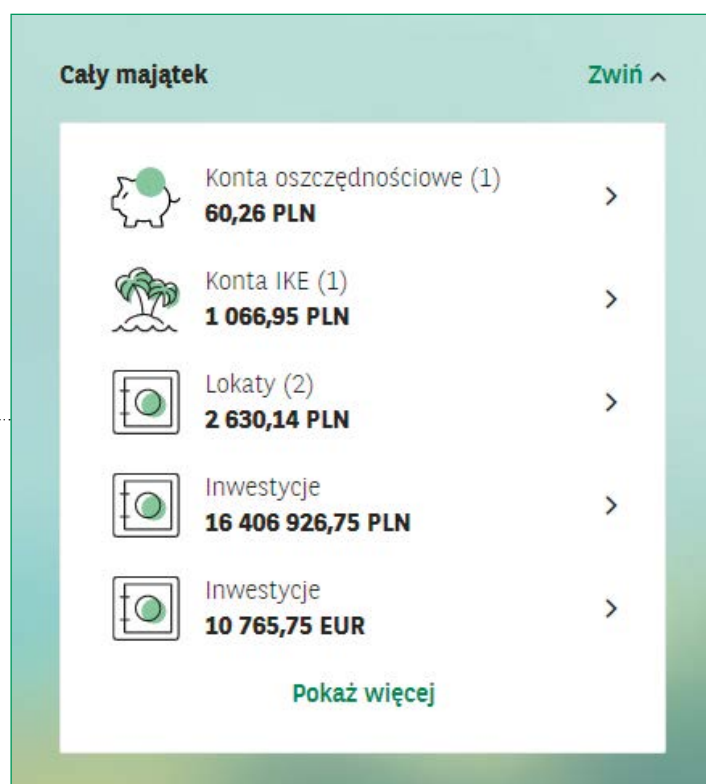 Cały majątek
Zwiń
Konta oszczędnościowe (1)
60,26 PLN
Konta IKE (1)
1 066,95 PLN
Lokaty (2)
2 630,14 PLN
Inwestycje
16 406 926,75 PLN
Inwestycje
10 765,75 EUR
Pokaż więcej